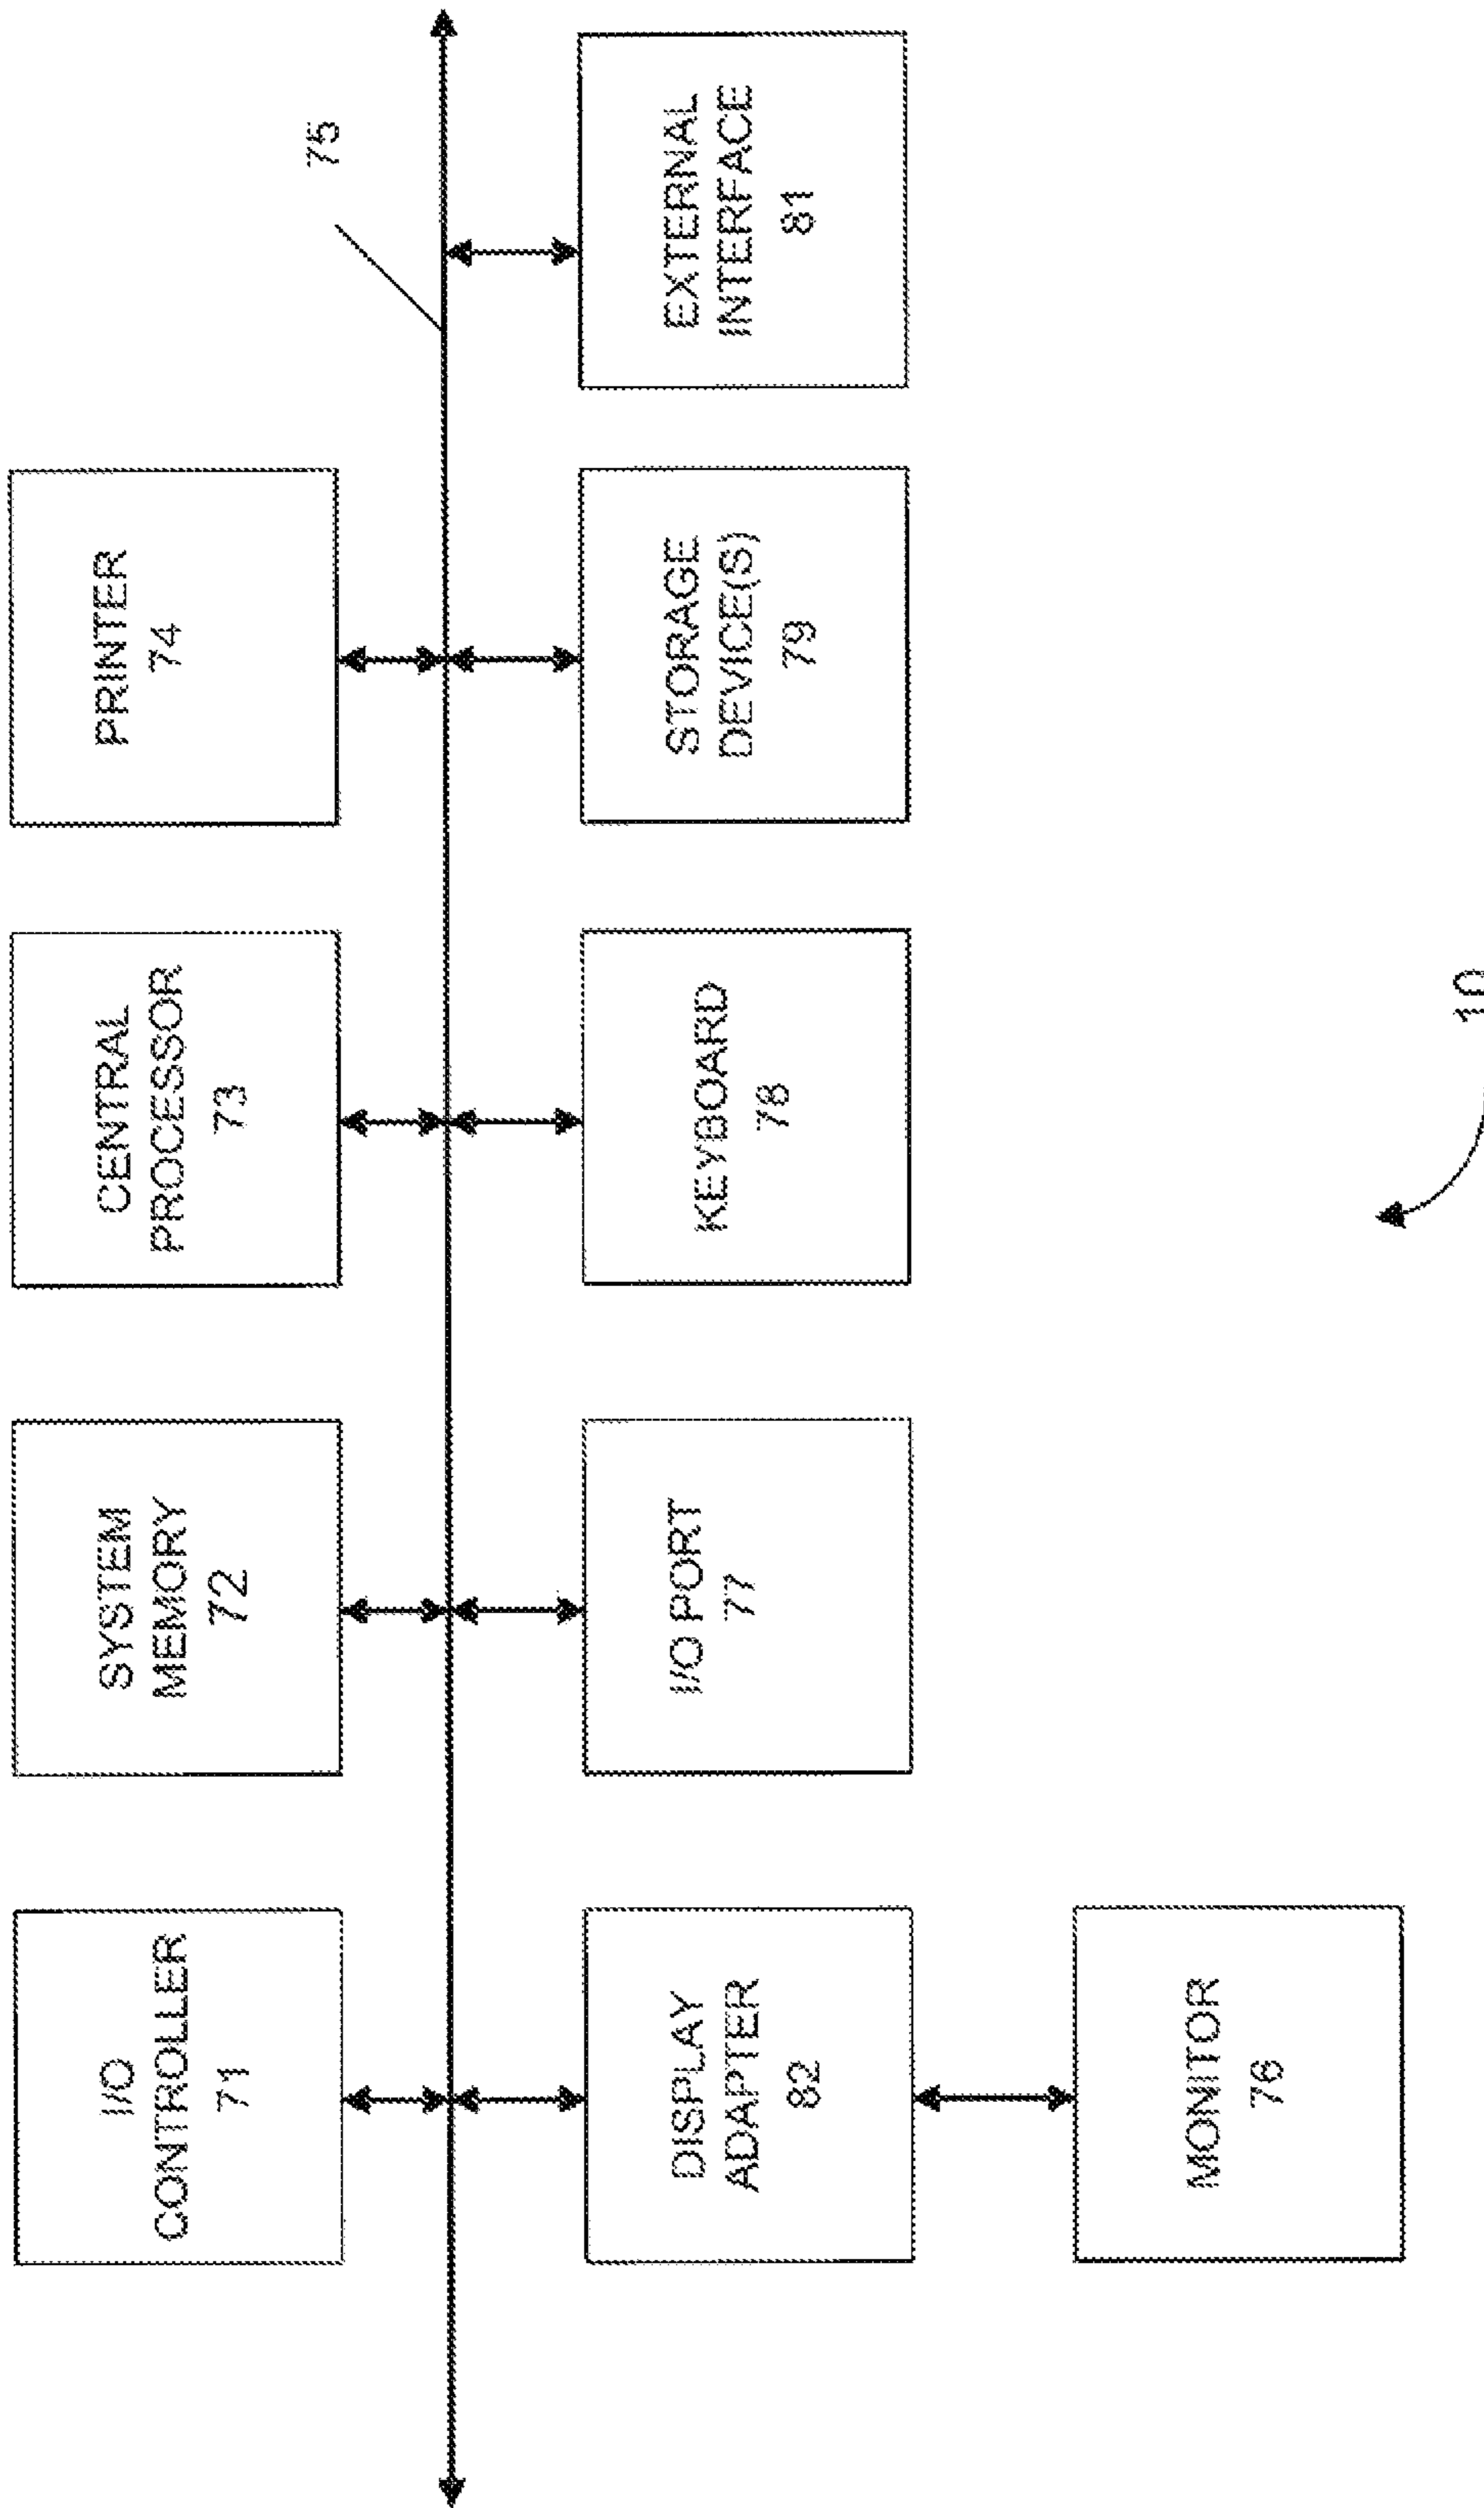 I/O
CONTROLLER
71
SYSTEM
MEMORY
72
CENTRAL
PROCESSOR
73
PRINTER
74
75
DISPLAY
ADAPTER
82
I/O PORT
77
KEYBOARD
78
STORAGE
DEVICE(S)
79
EXTERNAL
INTERFACE
81
MONITOR
76
10